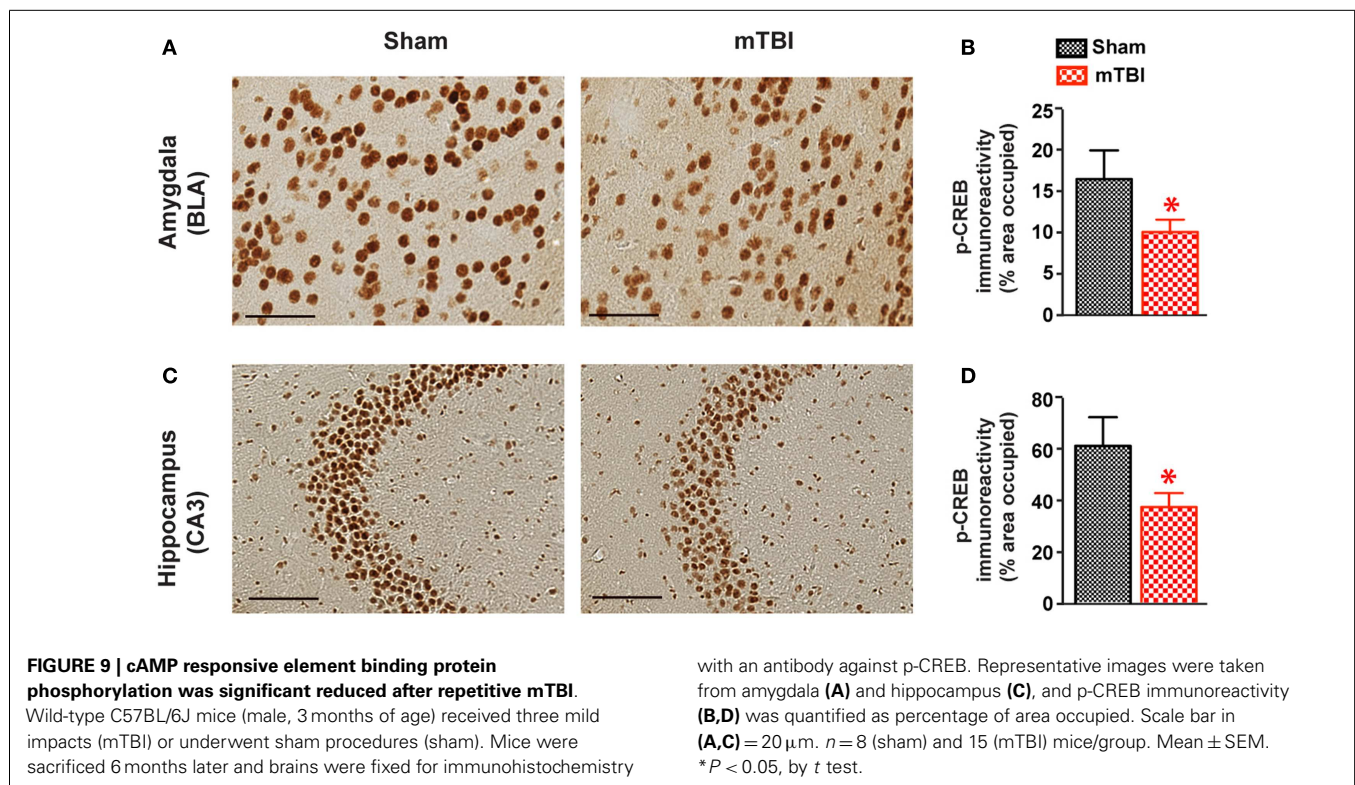 A
Sham
mTBI
B
Sham
mTBI
Amygdala
(BLA)
p-CREB
immunoreactivity
(% area occupied)
25
20
15
10
5
0
*
C
D
Hippocampus
(CA3)
p-CREB
immunoreactivity
(% area occupied)
80
60
40
20
0
*
FIGURE 9 | cAMP responsive element binding protein
phosphorylation was significant reduced after repetitive mTBI.
Wild-type C57BL/6J mice (male, 3 months of age) received three mild
impacts (mTBI) or underwent sham procedures (sham). Mice were
sacrificed 6 months later and brains were fixed for immunohistochemistry
with an antibody against p-CREB. Representative images were taken
from amygdala (A) and hippocampus (C), and p-CREB immunoreactivity
(B,D) was quantified as percentage of area occupied. Scale bar in
(A,C) = 20 μm. n = 8 (sham) and 15 (mTBI) mice/group. Mean ± SEM.
*P < 0.05, by t test.